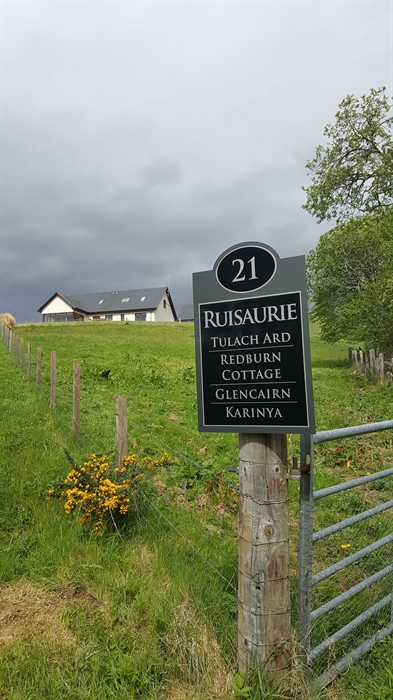 21
RUISAURIE
TULACH ARD
REDBURN
COTTAGE
GLENCAIRN
KARINYA